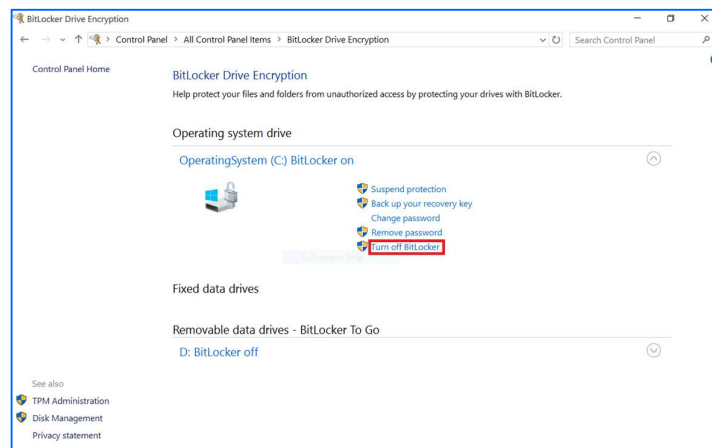 BitLocker Drive Encryption
Control Panel > All Control Panel Items > BitLocker Drive Encryption
Search Control Panel
Control Panel Home
BitLocker Drive Encryption
Help protect your files and folders from unauthorized access by protecting your drives with BitLocker.
Operating system drive
OperatingSystem (C:) BitLocker on
Suspend protection
Back up your recovery key
Change password
Remove password
Turn off BitLocker
Fixed data drives
Removable data drives - BitLocker To Go
D: BitLocker off
See also
TPM Administration
Disk Management
Privacy statement